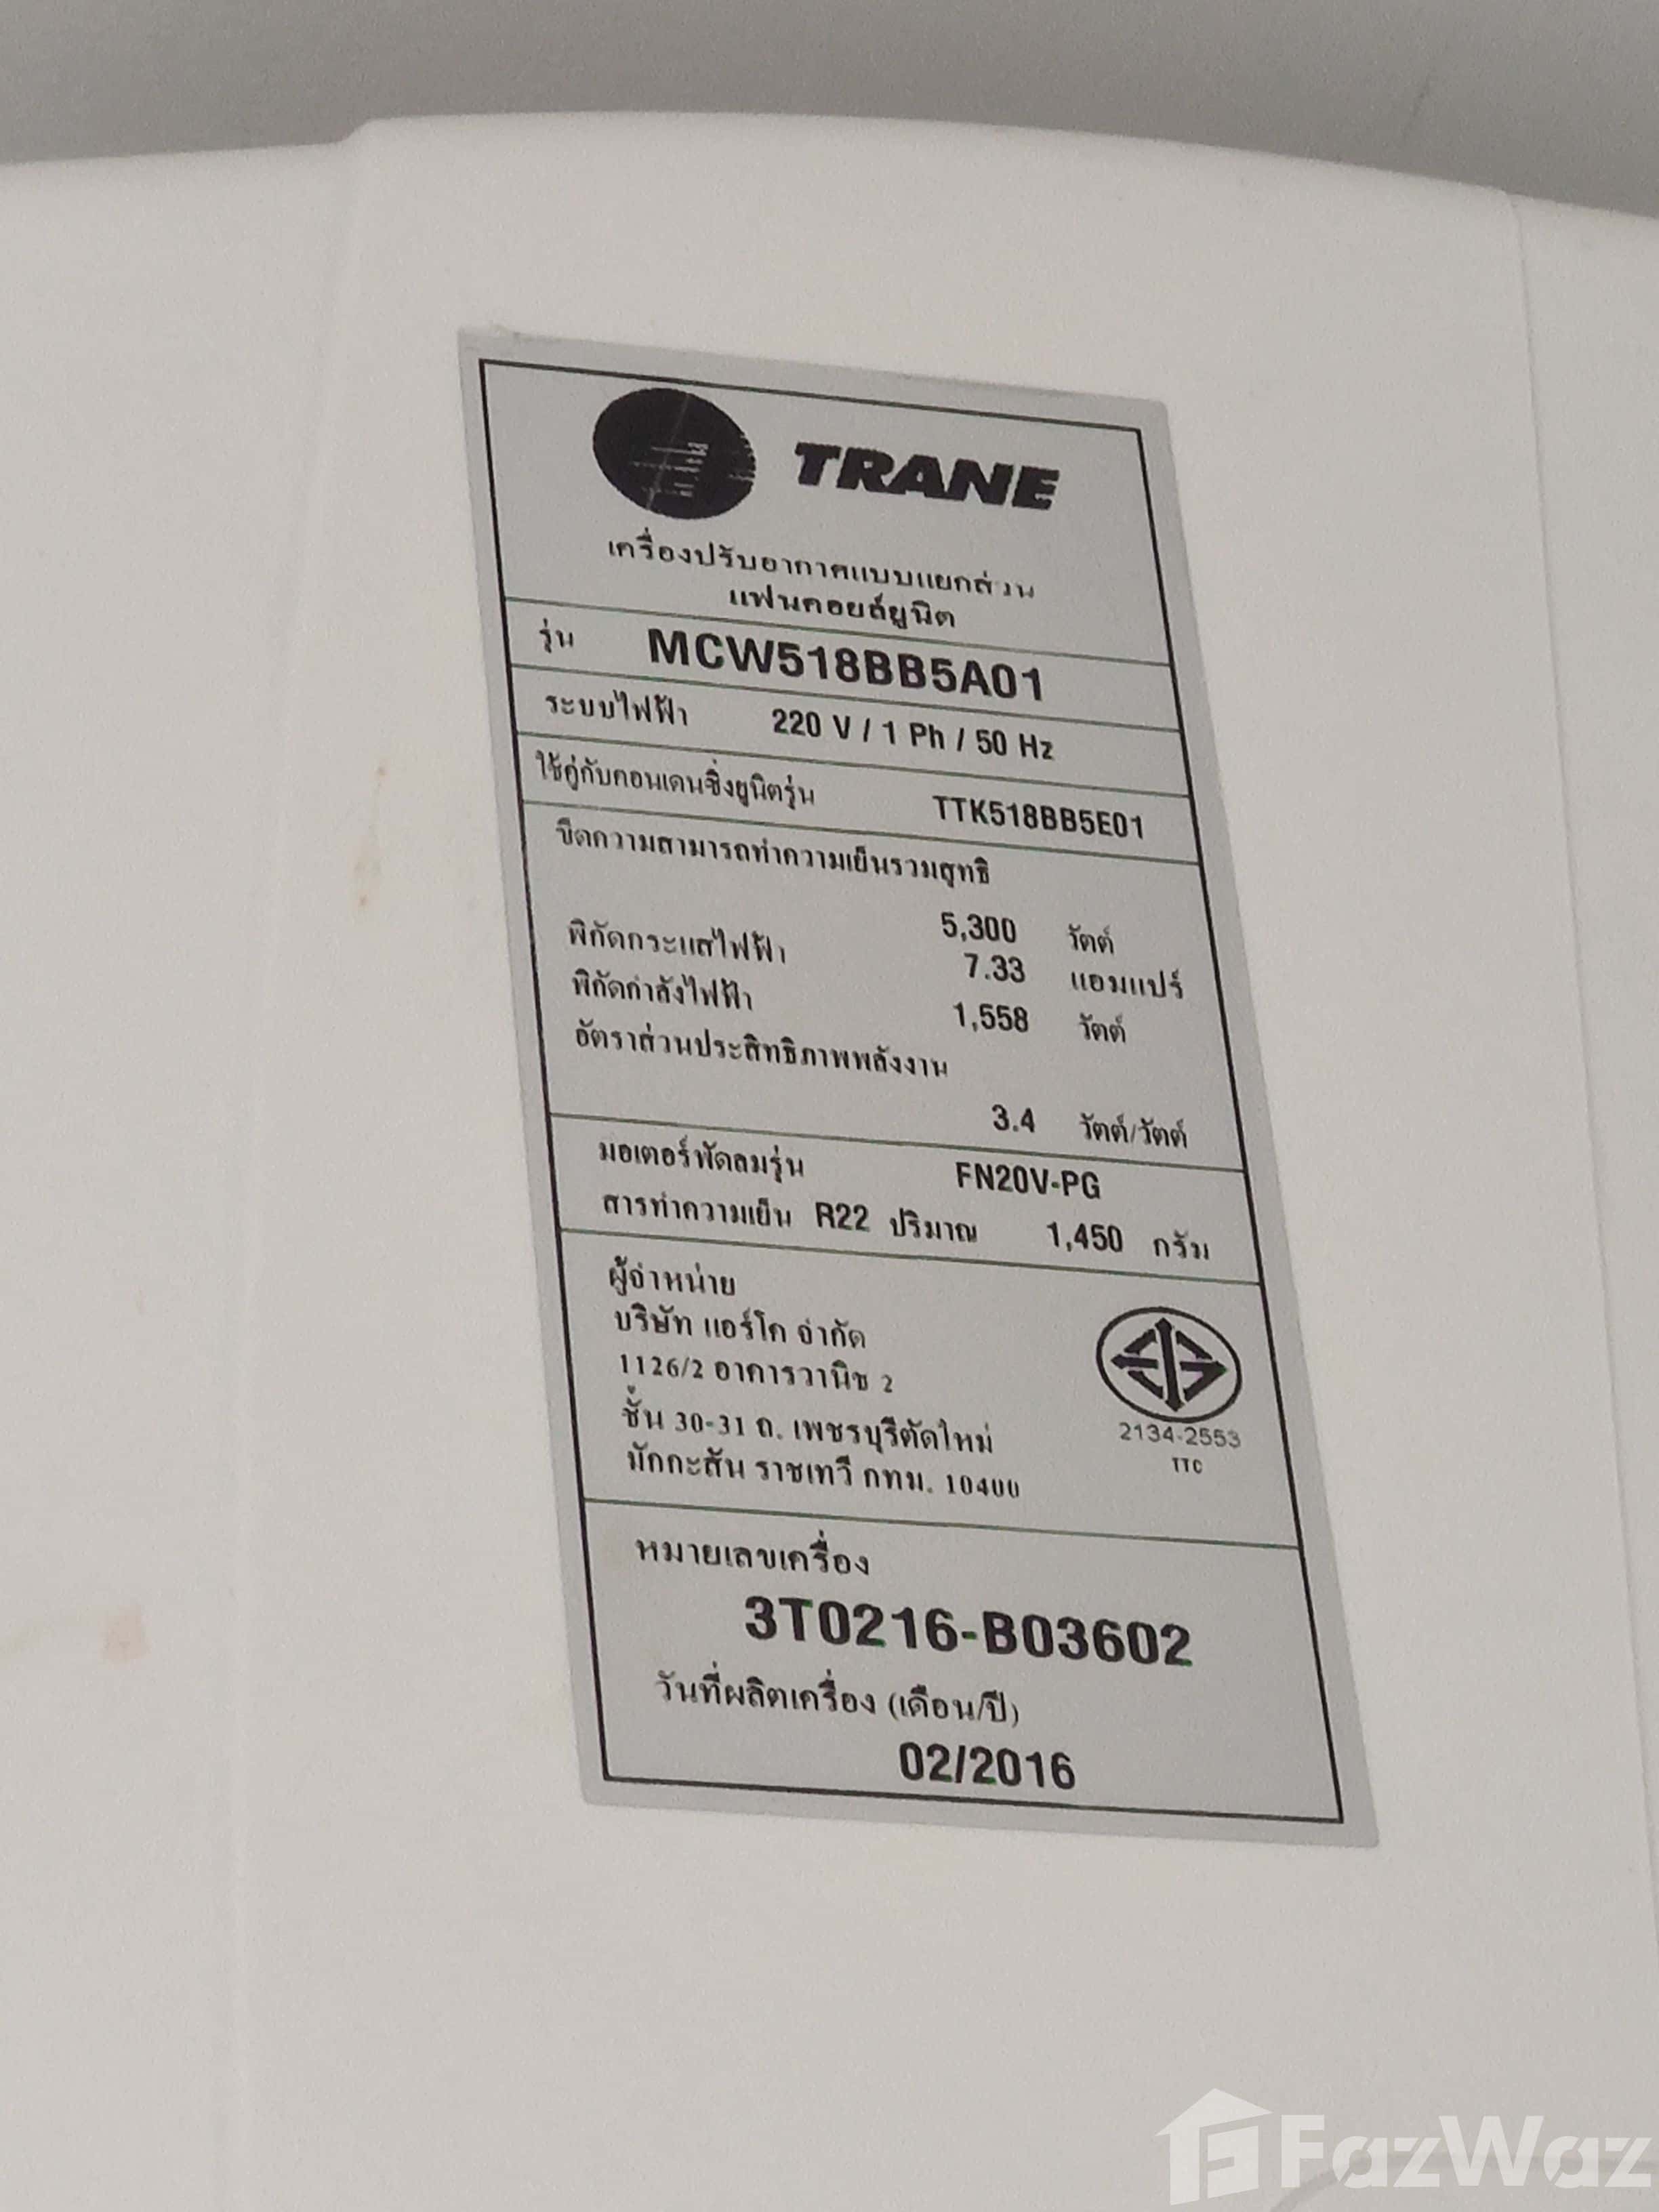 TRANE
เครื่องปรับอากาศแบบแยกส่วน
แฟนคอยล์ยูนิต
รุ่น MCW518BB5A01
ระบบไฟฟ้า 220 V / 1 Ph / 50 Hz
ใช้คู่กับคอนเดนซิ่งยูนิตรุ่น TTK518BB5E01
ขีดความสามารถทำความเย็นรวมสุทธิ
5,300 วัตต์
พิกัดกระแสไฟฟ้า 7.33 แอมแปร์
พิกัดกำลังไฟฟ้า 1,558 วัตต์
อัตราส่วนประสิทธิภาพพลังงาน
3.4 วัตต์/วัตต์
มอเตอร์พัดลมรุ่น FN20V-PG
สารทำความเย็น R22 ปริมาณ 1,450 กรัม
ผู้จำหน่าย
บริษัท แอร์โค จำกัด
1126/2 อาคารวานิช 2
ชั้น 30-31 ถ. เพชรบุรีตัดใหม่
มักกะสัน ราชเทวี กทม. 10400
2134-2553
TTC
หมายเลขเครื่อง
3T0216-B03602
วันที่ผลิตเครื่อง (เดือน/ปี)
02/2016
FazWaz